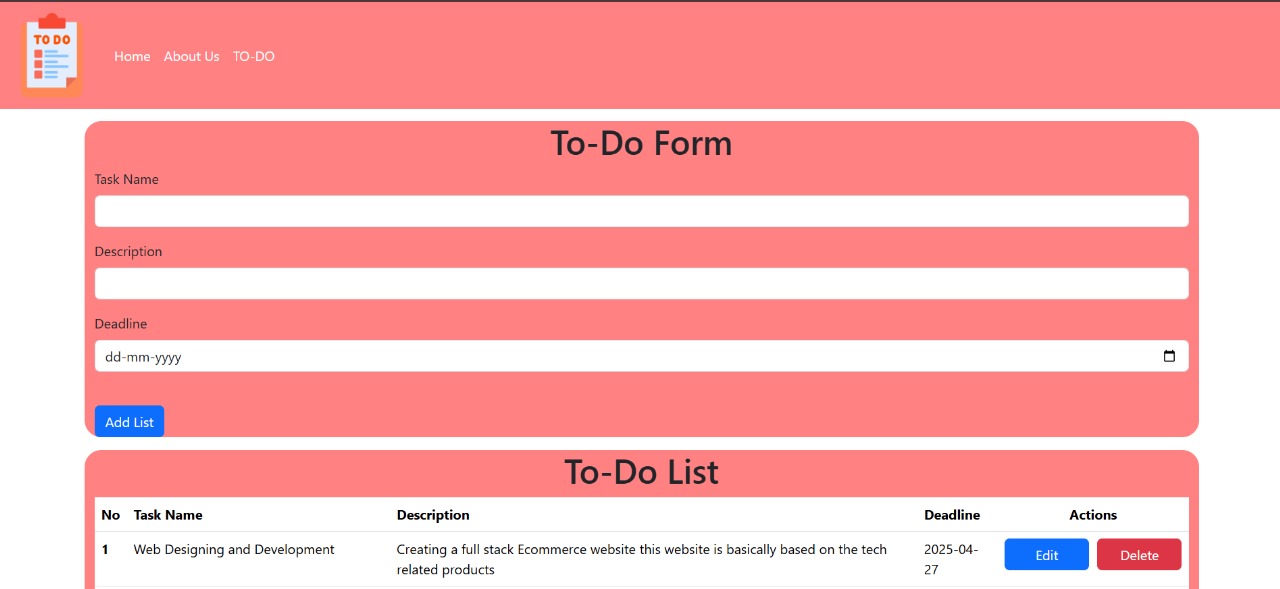 TO DO
Home About Us TO-DO
To-Do Form
Task Name
Description
Deadline
dd-mm-yyyy
Add List
To-Do List
No Task Name Description Deadline Actions
1 Web Designing and Development Creating a full stack Ecommerce website this website is basically based on the tech 2025-04- Edit Delete
related products 27